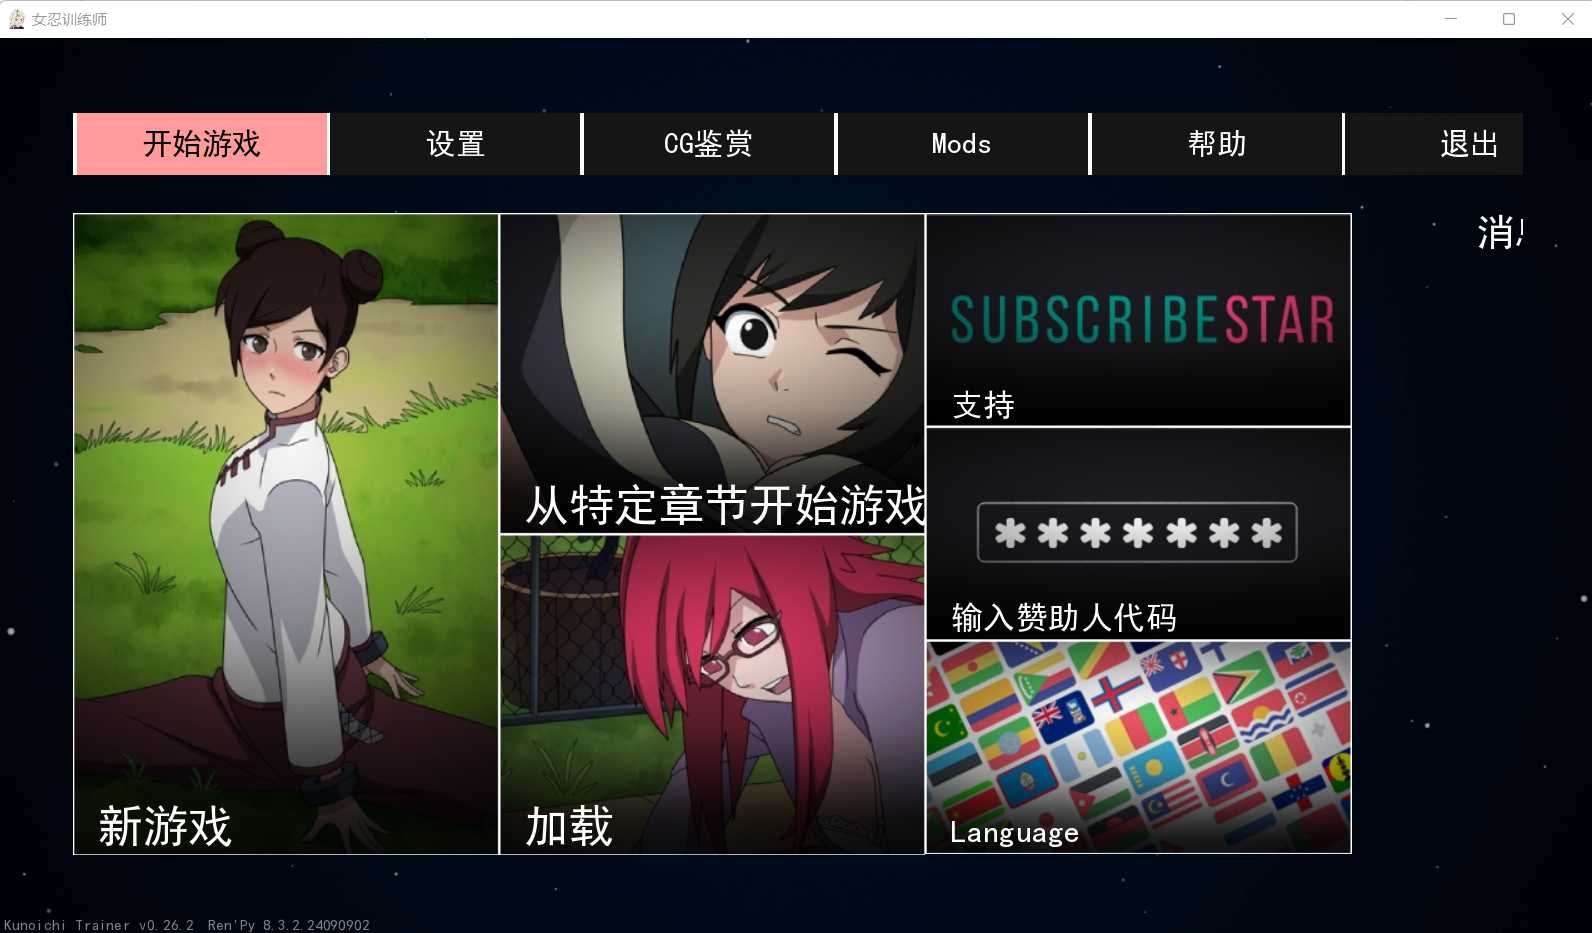 女忍训练师
开始游戏
设置
CG鉴赏
Mods
帮助
退出
消
SUBSCRIBESTAR
支持
从特定章节开始游戏
*******
输入赞助人代码
新游戏
加载
Language
Kunoichi Trainer v0.26.2 Ren'Py 8.3.2.24090902